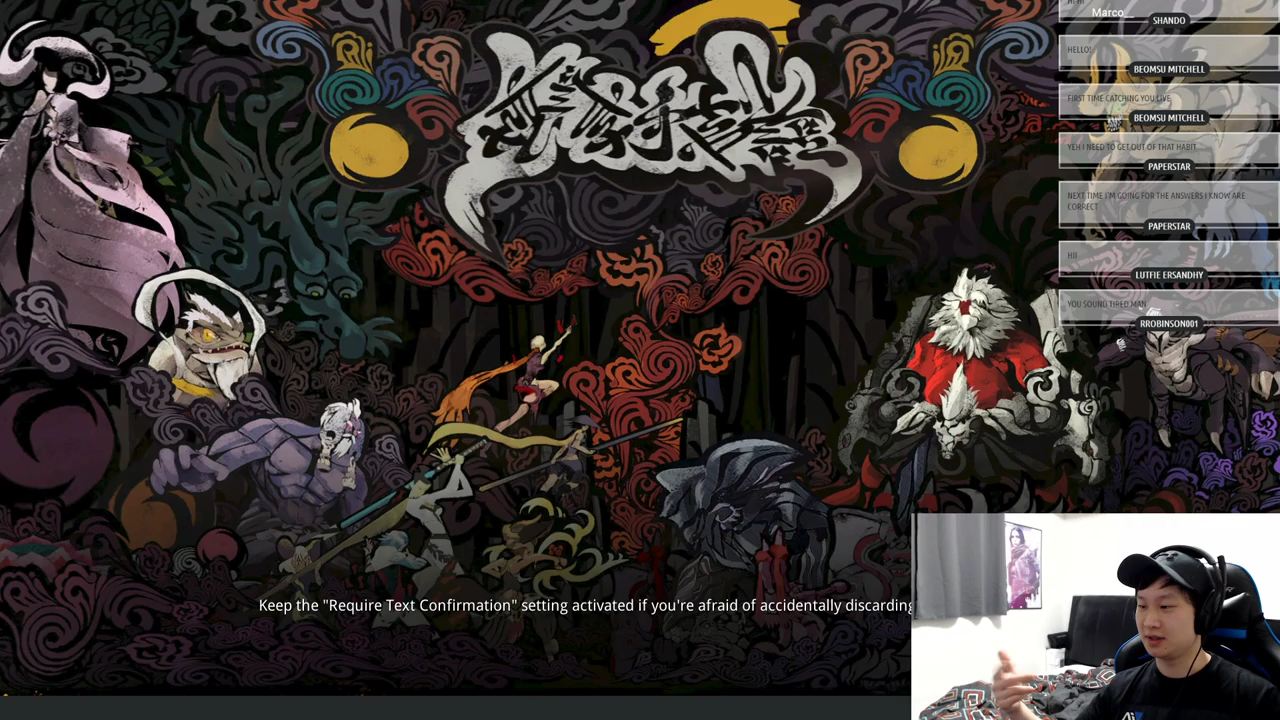 Marco__
SHANDO
HELLO!
BEOMSU MITCHELL
FIRST TIME CATCHING YOU LIVE
BEOMSU MITCHELL
YEH I NEED TO GET OUT OF THAT HABIT
PAPERSTAR
NEXT TIME I'M GOING FOR THE ANSWERS I KNOW ARE
CORRECT
PAPERSTAR
HII
LUTFIE ERSANDHY
YOU SOUND TIRED MAN
RROBINSON001
Keep the "Require Text Confirmation" setting activated if you're afraid of accidentally discarding